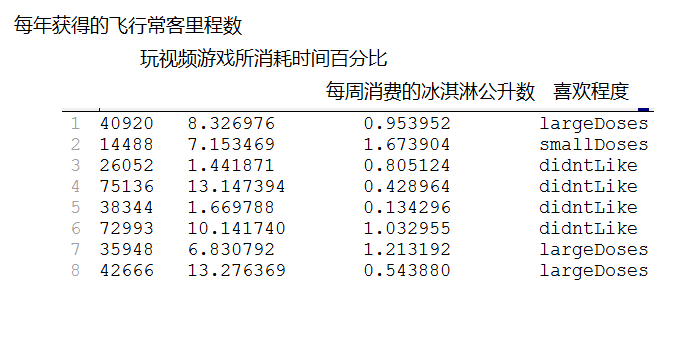 每年获得的飞行常客里程数
玩视频游戏所消耗时间百分比
每周消费的冰淇淋公升数 喜欢程度
1 40920 8.326976 0.953952 largeDoses
2 14488 7.153469 1.673904 smallDoses
3 26052 1.441871 0.805124 didntLike
4 75136 13.147394 0.428964 didntLike
5 38344 1.669788 0.134296 didntLike
6 72993 10.141740 1.032955 didntLike
7 35948 6.830792 1.213192 largeDoses
8 42666 13.276369 0.543880 largeDoses